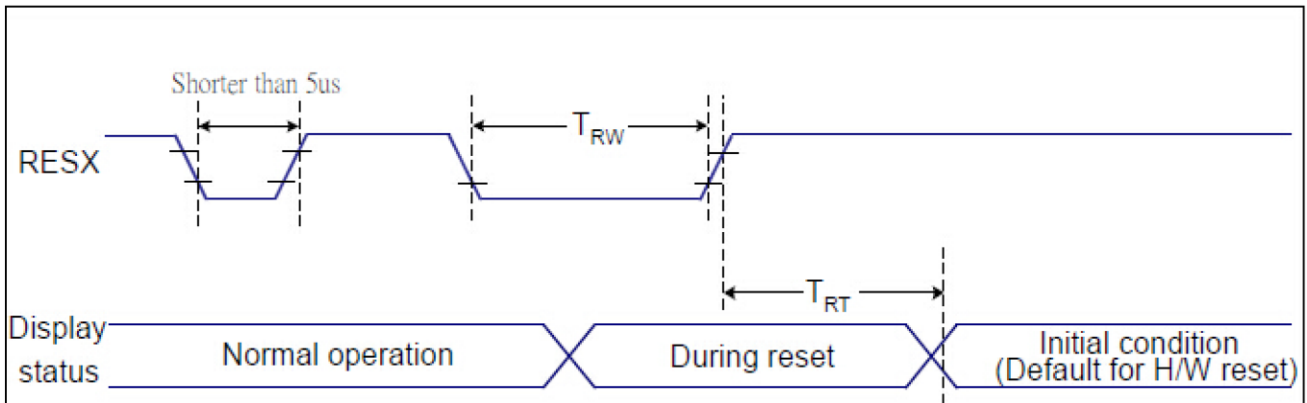 Shorter than 5us
RESX
TRW
TRT
Display
status
Normal operation
During reset
Initial condition
(Default for H/W reset)